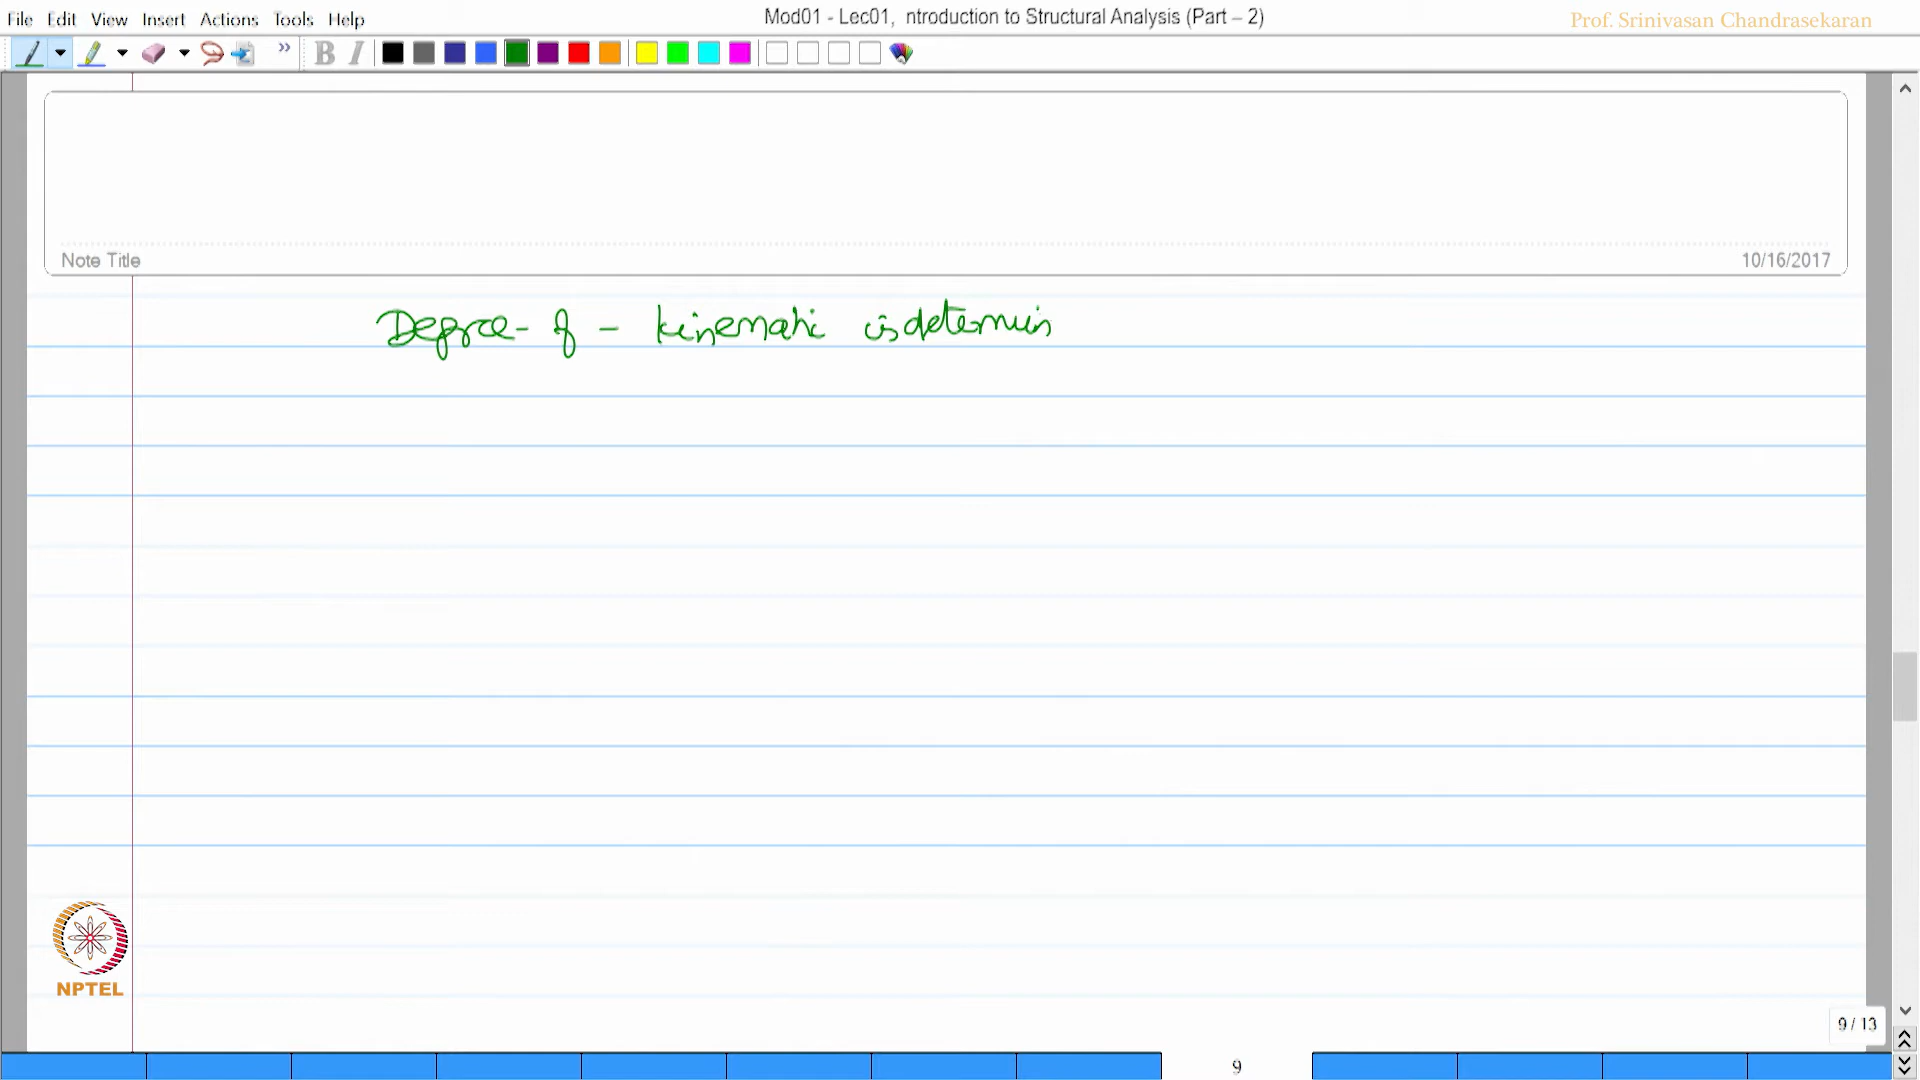 File Edit View Insert Actions Tools Help
Mod01 - Lec01, ntroduction to Structural Analysis (Part – 2)
Prof. Srinivasan Chandrasekaran
B I
Note Title
10/16/2017
Degree - of - kinematic indetermin
NPTEL
9 / 13
9